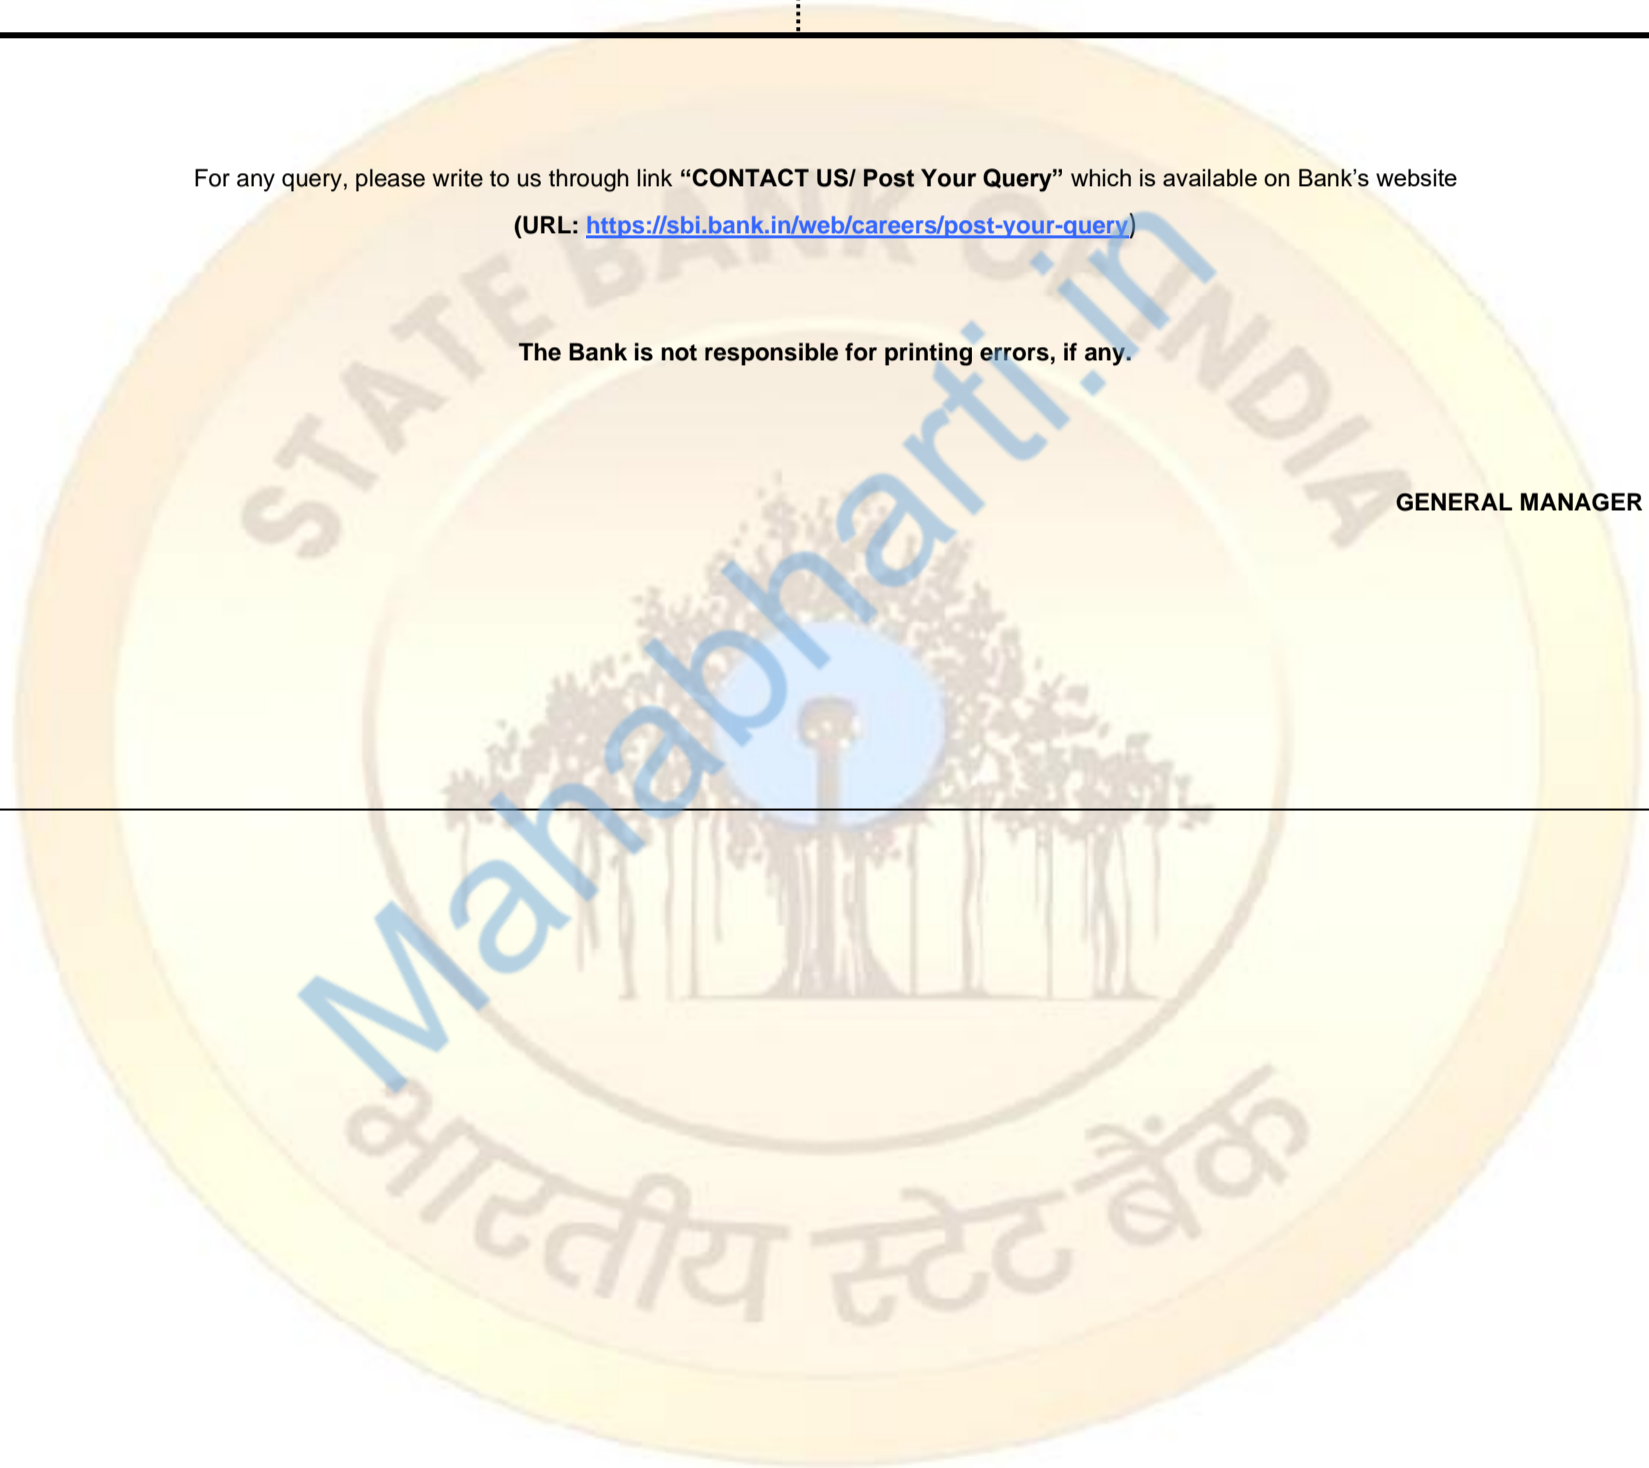 For any query, please write to us through link “CONTACT US/ Post Your Query” which is available on Bank’s website
(URL: https://sbi.bank.in/web/careers/post-your-query)
The Bank is not responsible for printing errors, if any.
GENERAL MANAGER
STATE BANK OF INDIA
Mahabharti.in
भारतीय स्टेट बैंक